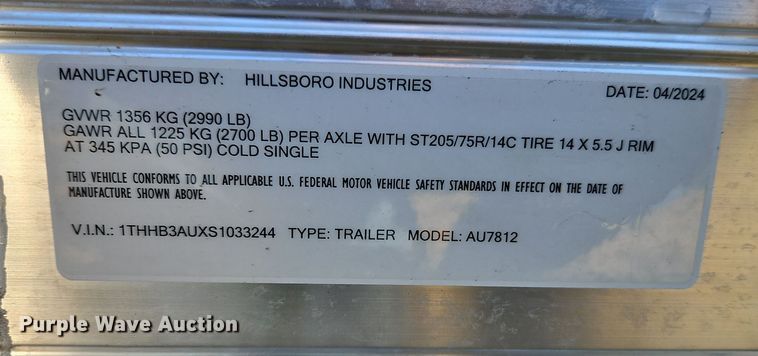 MANUFACTURED BY: HILLSBORO INDUSTRIES DATE: 04/2024
GVWR 1356 KG (2990 LB)
GAWR ALL 1225 KG (2700 LB) PER AXLE WITH ST205/75R/14C TIRE 14 X 5.5 J RIM
AT 345 KPA (50 PSI) COLD SINGLE
THIS VEHICLE CONFORMS TO ALL APPLICABLE U.S. FEDERAL MOTOR VEHICLE SAFETY STANDARDS IN EFFECT ON THE DATE OF
MANUFACTURE SHOWN ABOVE.
V.I.N.: 1THHB3AUXS1033244 TYPE: TRAILER MODEL: AU7812
Purple Wave Auction